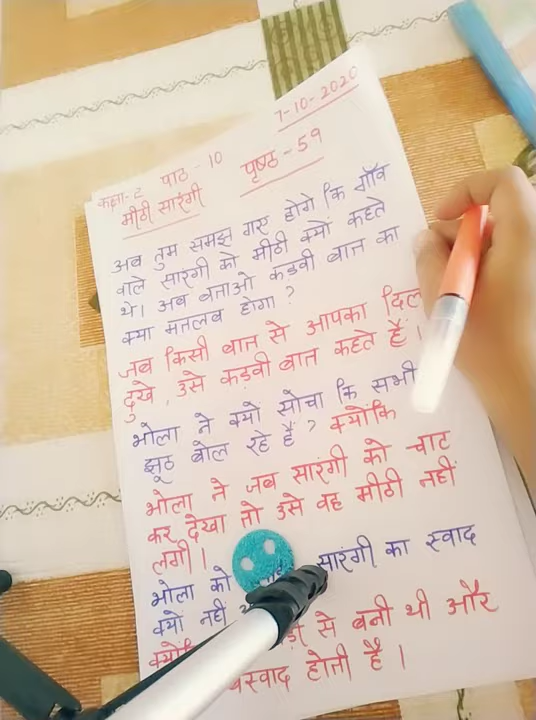 7-10-2020
कक्षा-2 पाठ-10 पृष्ठ-59
मीठी सारंगी
अब तुम समझ गए होगे कि गाँव
वाले सारंगी को मीठी क्यों कहते
थे। अब बताओ कड़वी बात का
क्या मतलब होगा?
जब किसी बात से आपका दिल
दुखे, उसे कड़वी बात कहते हैं।
भोला ने क्यों सोचा कि सभी
झूठ बोल रहे हैं? क्योंकि
भोला ने जब सारंगी को चाट
कर देखा तो उसे वह मीठी नहीं
लगी।
भोला को सारंगी का स्वाद
क्यों नहीं
से बनी थी और
होती है।